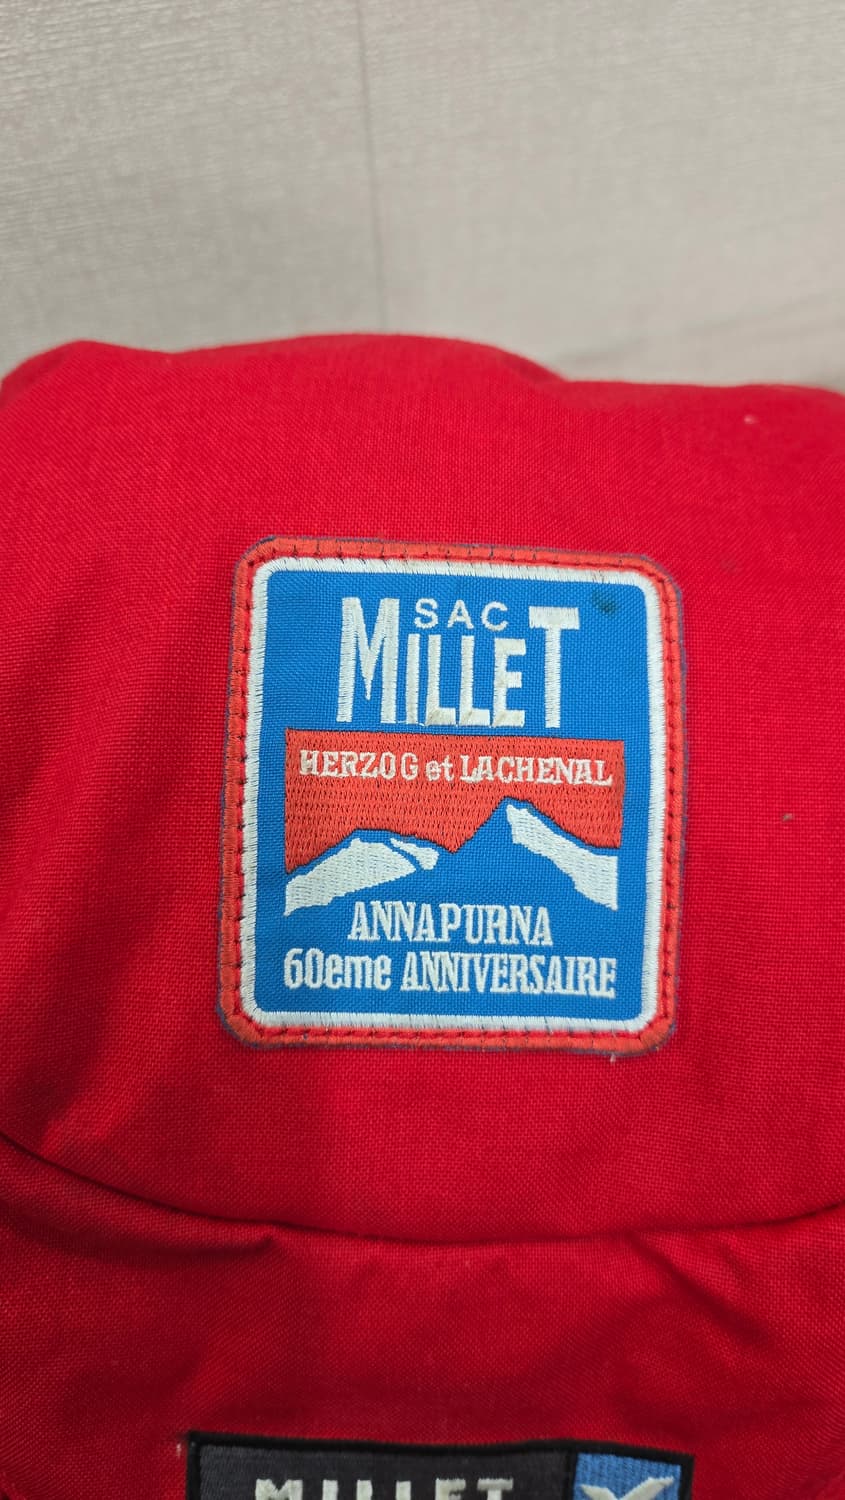 SAC
MILLET
HERZOG et LACHENAL
ANNAPURNA
60eme ANNIVERSAIRE
MILLET